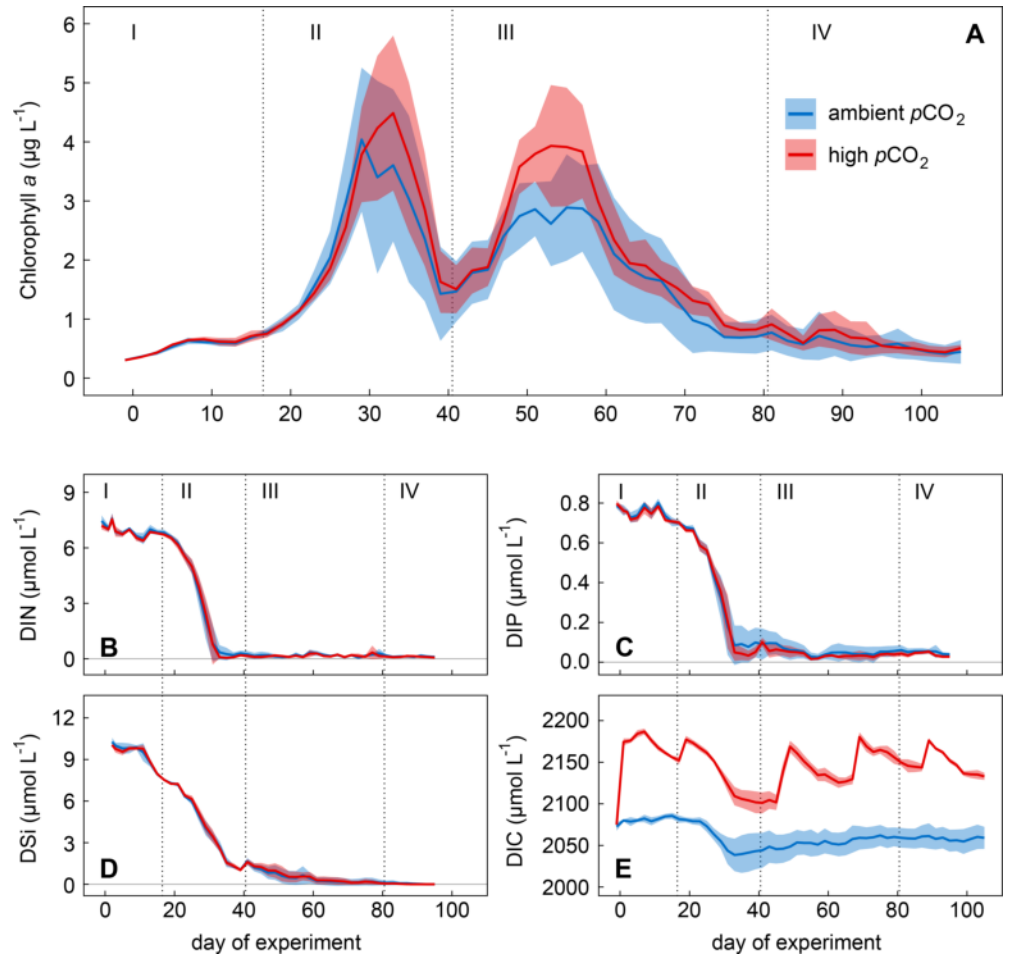 I II III IV A
Chlorophyll a (µg L⁻¹)
6
5
4
3
2
1
0
ambient pCO₂
high pCO₂
0 10 20 30 40 50 60 70 80 90 100
I II III IV
DIN (µmol L⁻¹)
9
6
3
0
B
I II III IV
DIP (µmol L⁻¹)
0.8
0.6
0.4
0.2
0.0
C
DSi (µmol L⁻¹)
12
9
6
3
0
D
0 20 40 60 80 100
day of experiment
DIC (µmol L⁻¹)
2200
2150
2100
2050
2000
E
0 20 40 60 80 100
day of experiment